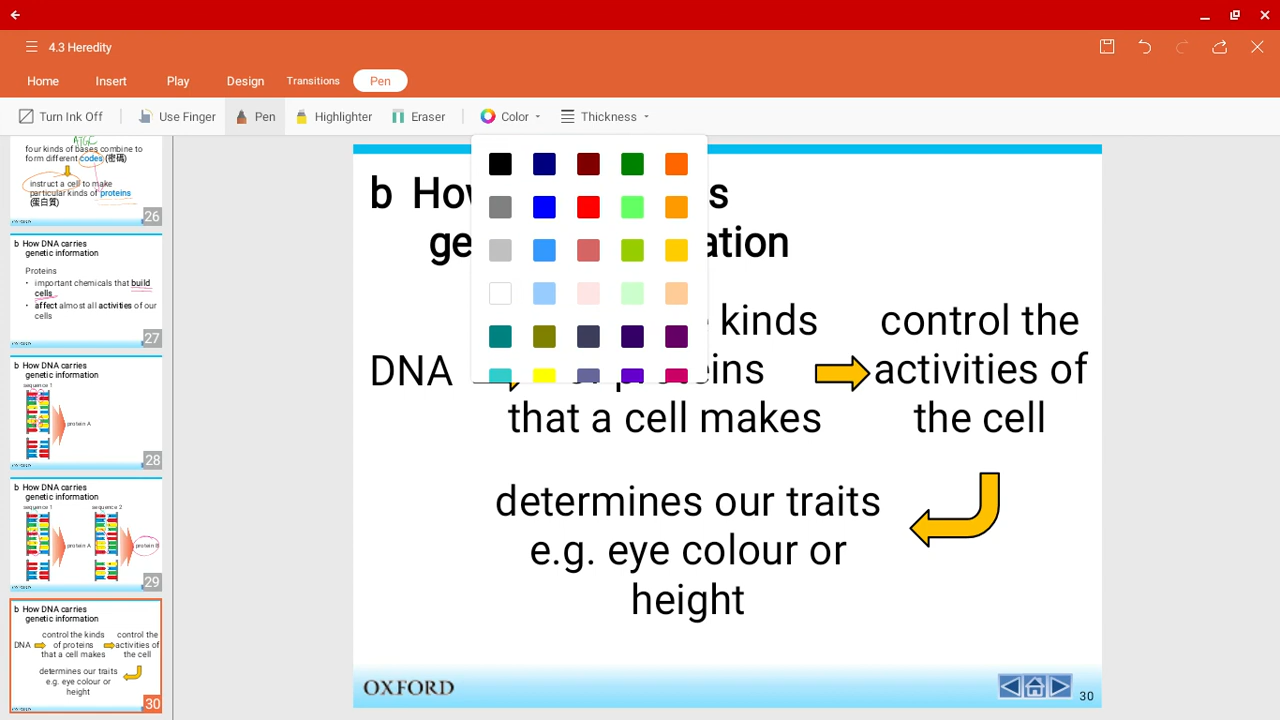 4.3 Heredity
Home Insert Play Design Transitions Pen
Turn Ink Off Use Finger Pen Highlighter Eraser Color Thickness
ATGC
four kinds of bases combine to
form different codes (密碼)
instruct a cell to make
particular kinds of proteins
(蛋白質)
26
b How DNA carries
genetic information
Proteins
• important chemicals that build
cells
• affect almost all activities of our
cells
27
b How DNA carries
genetic information
sequence 1
protein A
28
b How DNA carries
genetic information
sequence 1 sequence 2
protein A protein B
29
b How DNA carries
genetic information
DNA control the kinds
of proteins
that a cell makes
control the
activities of
the cell
determines our traits
e.g. eye colour or
height
30
b How s
ge ation
DNA kinds
that a cell makes
control the
activities of
the cell
determines our traits
e.g. eye colour or
height
OXFORD
30